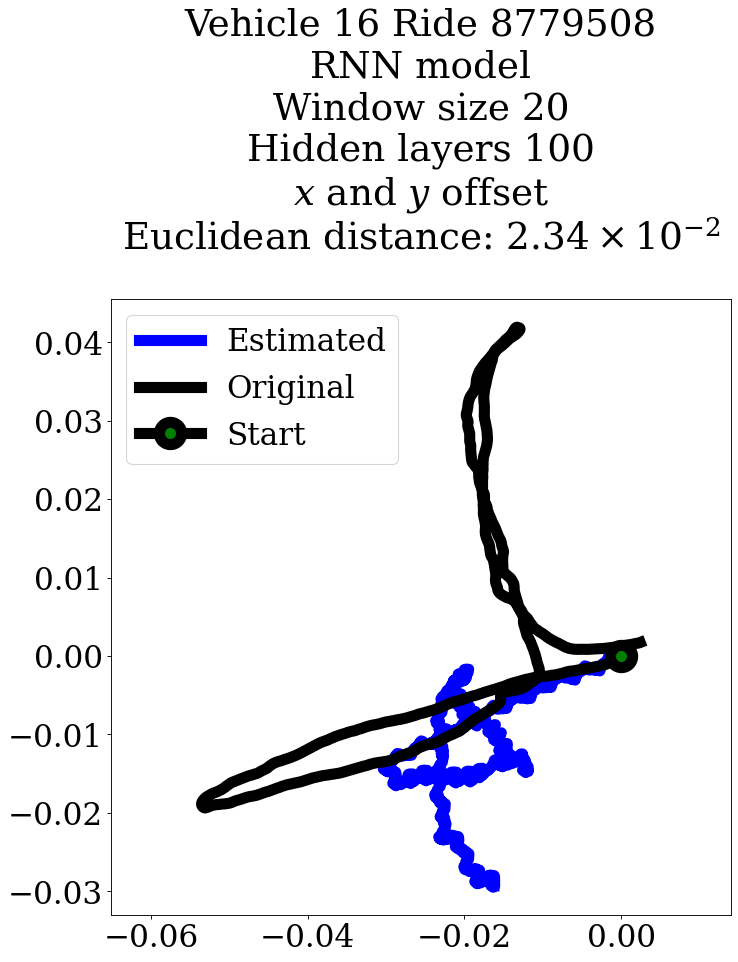 Vehicle 16 Ride 8779508
RNN model
Window size 20
Hidden layers 100
x and y offset
Euclidean distance: 2.34 × 10⁻²
Estimated
Original
Start
0.04
0.03
0.02
0.01
0.00
−0.01
−0.02
−0.03
−0.06 −0.04 −0.02 0.00